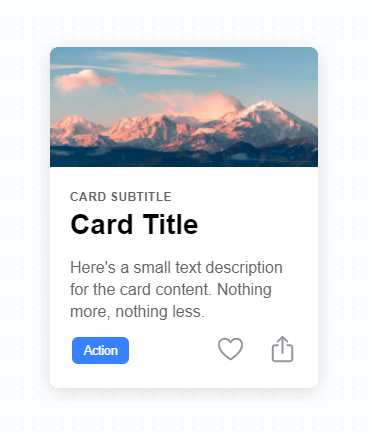 CARD SUBTITLE
Card Title
Here's a small text description
for the card content. Nothing
more, nothing less.
Action